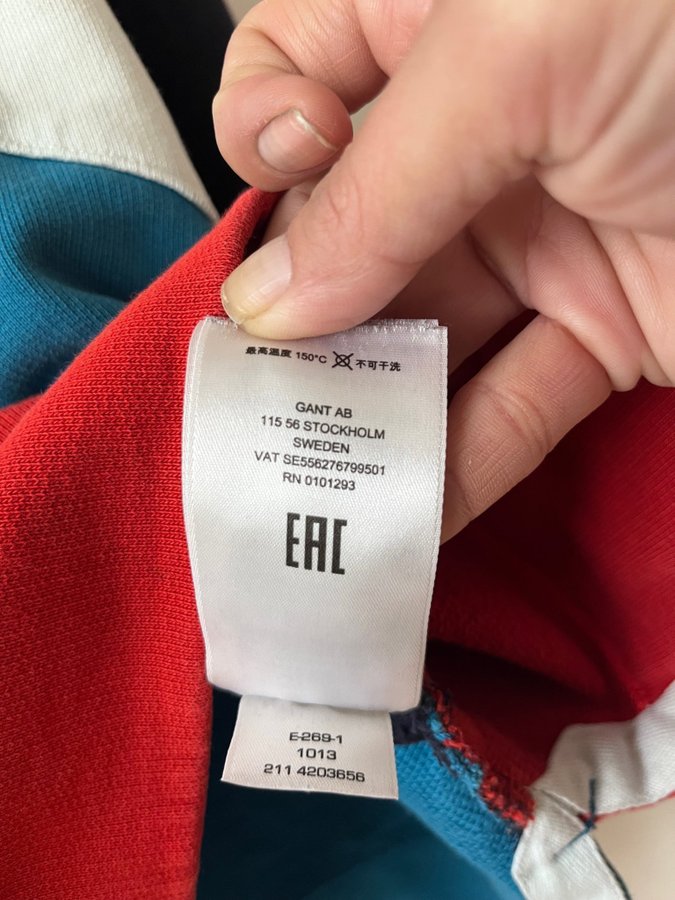 最高温度 150°C 不可干洗
GANT AB
115 56 STOCKHOLM
SWEDEN
VAT SE556276799501
RN 0101293
EAC
E-269-1
1013
211 4203656